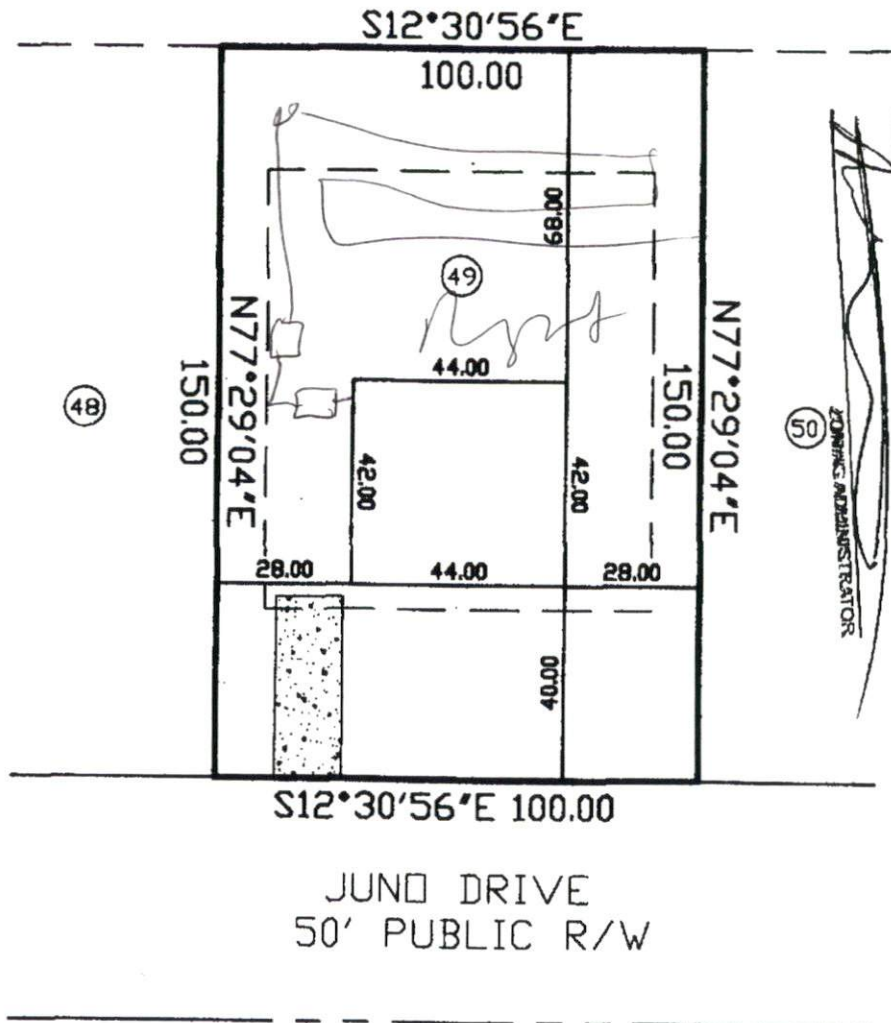 S12°30'56"E
100.00
68.00
49
N77°29'04"E
150.00
44.00
150.00
N77°29'04"E
48
50
ZONING ADMINISTRATOR
42.00
42.00
28.00
44.00
28.00
40.00
S12°30'56"E 100.00
JUNO DRIVE
50' PUBLIC R/W